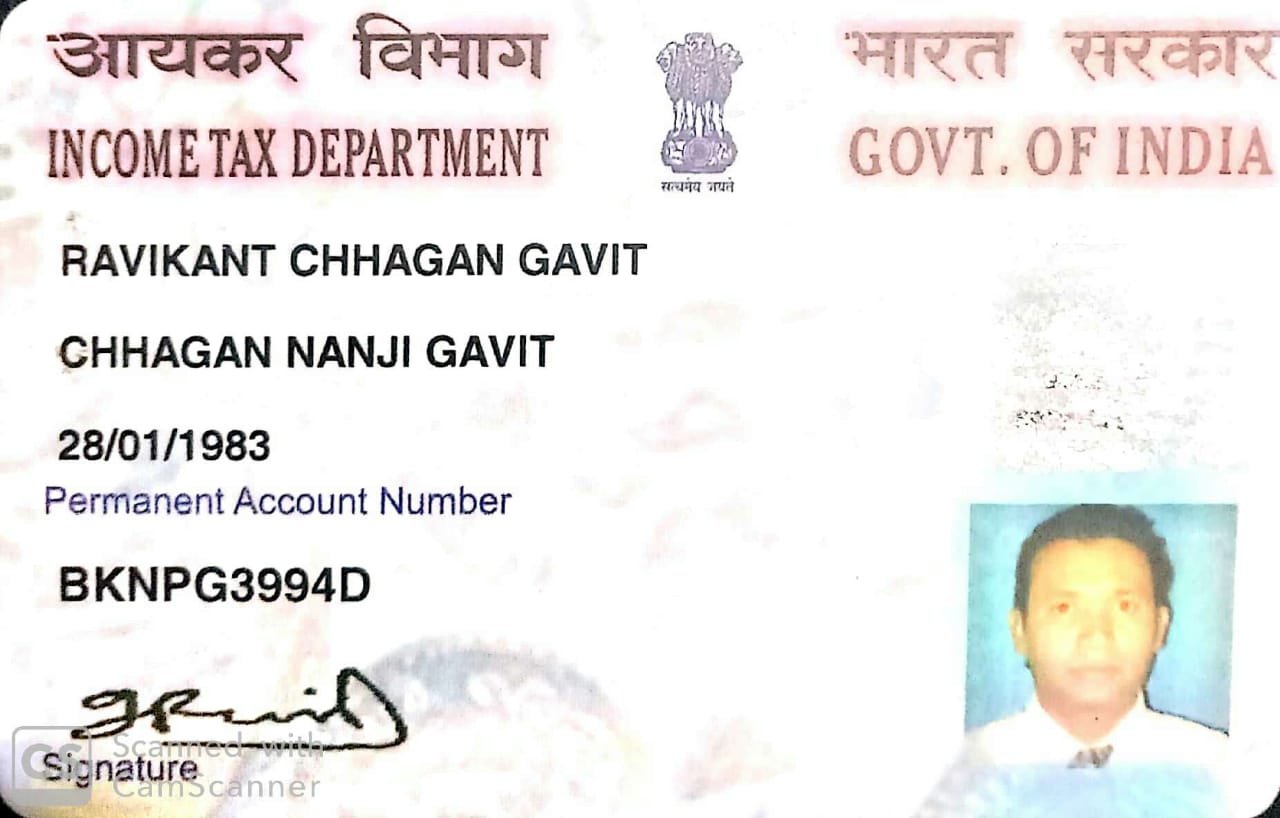 आयकर विभाग
INCOME TAX DEPARTMENT
सत्यमेव जयते
भारत सरकार
GOVT. OF INDIA
RAVIKANT CHHAGAN GAVIT
CHHAGAN NANJI GAVIT
28/01/1983
Permanent Account Number
BKNPG3994D
Signature
CS Scanned with
CamScanner